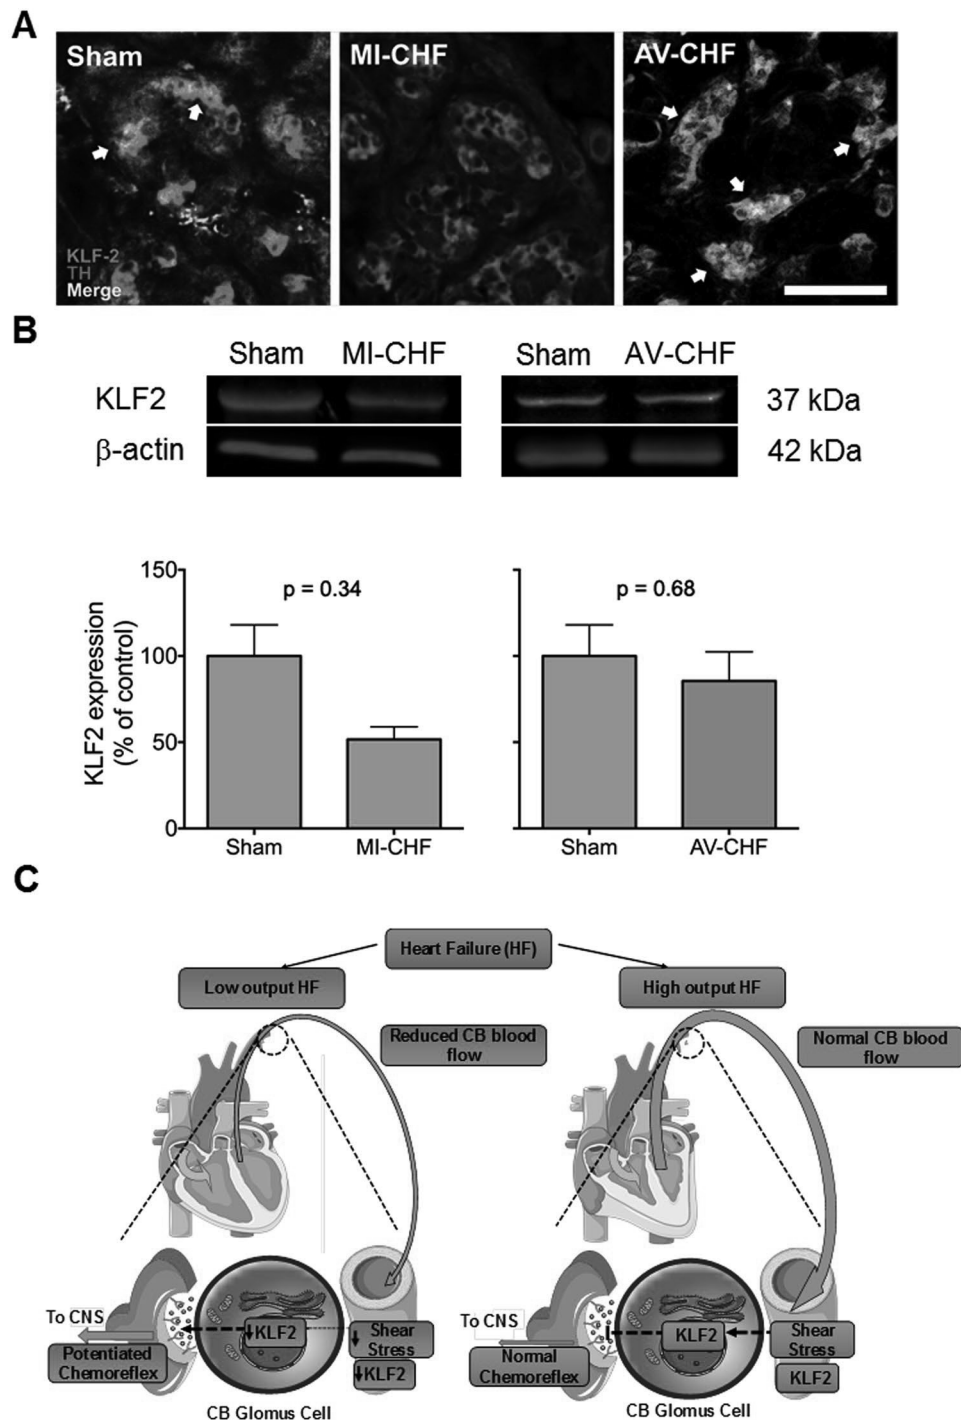 A
Sham
MI-CHF
AV-CHF
KLF-2
TH
Merge
B
Sham MI-CHF
Sham AV-CHF
KLF2
37 kDa
β-actin
42 kDa
KLF2 expression
(% of control)
150
100
50
0
p = 0.34
Sham
MI-CHF
p = 0.68
Sham
AV-CHF
C
Heart Failure (HF)
Low output HF
High output HF
Reduced CB blood
flow
Normal CB blood
flow
To CNS
Potentiated
Chemoreflex
KLF2
Shear
Stress
KLF2
CB Glomus Cell
To CNS
Normal
Chemoreflex
KLF2
Shear
Stress
KLF2
CB Glomus Cell